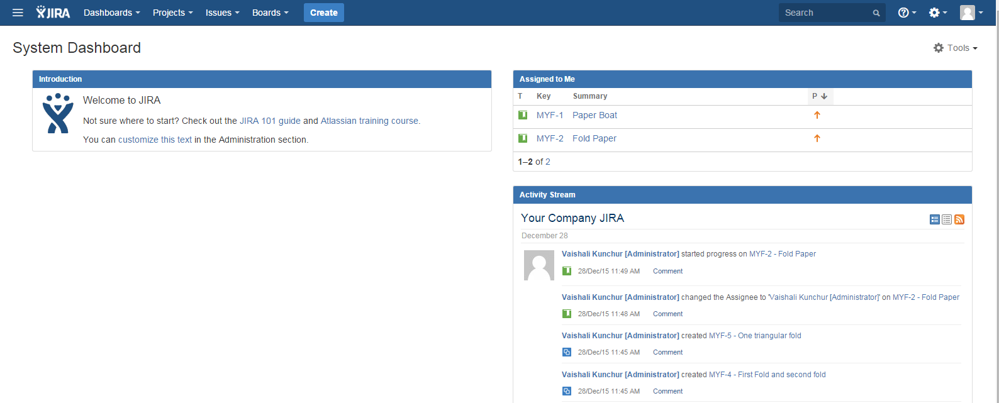 JIRA Dashboards Projects Issues Boards Create Search
System Dashboard
Tools
Introduction
Welcome to JIRA
Not sure where to start? Check out the JIRA 101 guide and Atlassian training course.
You can customize this text in the Administration section.
Assigned to Me
T Key Summary P
MYF-1 Paper Boat
MYF-2 Fold Paper
1–2 of 2
Activity Stream
Your Company JIRA
December 28
Vaishali Kunchur [Administrator] started progress on MYF-2 - Fold Paper
28/Dec/15 11:49 AM Comment
Vaishali Kunchur [Administrator] changed the Assignee to 'Vaishali Kunchur [Administrator]' on MYF-2 - Fold Paper
28/Dec/15 11:48 AM Comment
Vaishali Kunchur [Administrator] created MYF-5 - One triangular fold
28/Dec/15 11:45 AM Comment
Vaishali Kunchur [Administrator] created MYF-4 - First Fold and second fold
28/Dec/15 11:45 AM Comment